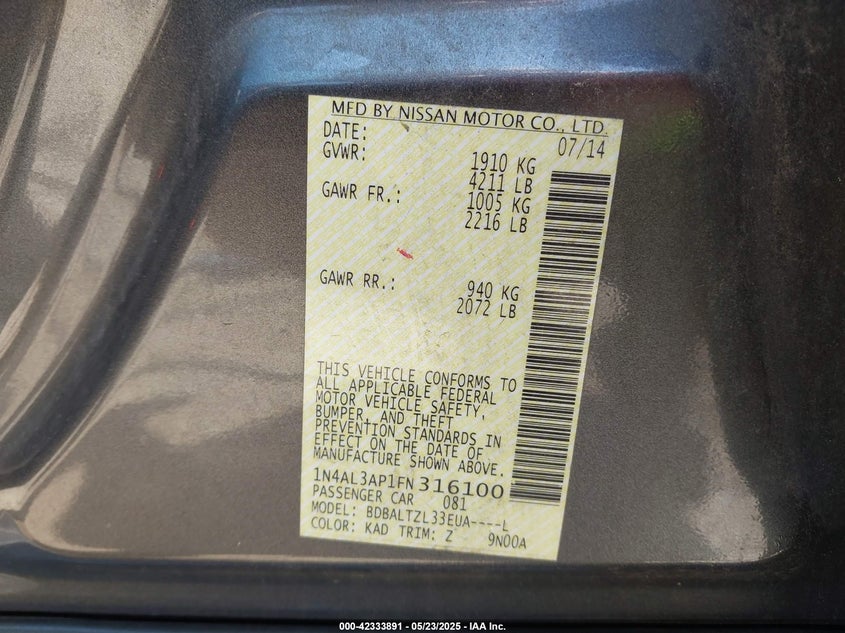 MFD BY NISSAN MOTOR CO., LTD.
DATE: 07/14
GVWR: 1910 KG
4211 LB
GAWR FR.: 1005 KG
2216 LB
GAWR RR.: 940 KG
2072 LB
THIS VEHICLE CONFORMS TO
ALL APPLICABLE FEDERAL
MOTOR VEHICLE SAFETY,
BUMPER, AND THEFT
PREVENTION STANDARDS IN
EFFECT ON THE DATE OF
MANUFACTURE SHOWN ABOVE.
1N4AL3AP1FN316100
PASSENGER CAR 081
MODEL: BDBALTZL33EUA----L
COLOR: KAD TRIM: Z 9N00A
000-42333891 - 05/23/2025 - IAA Inc.